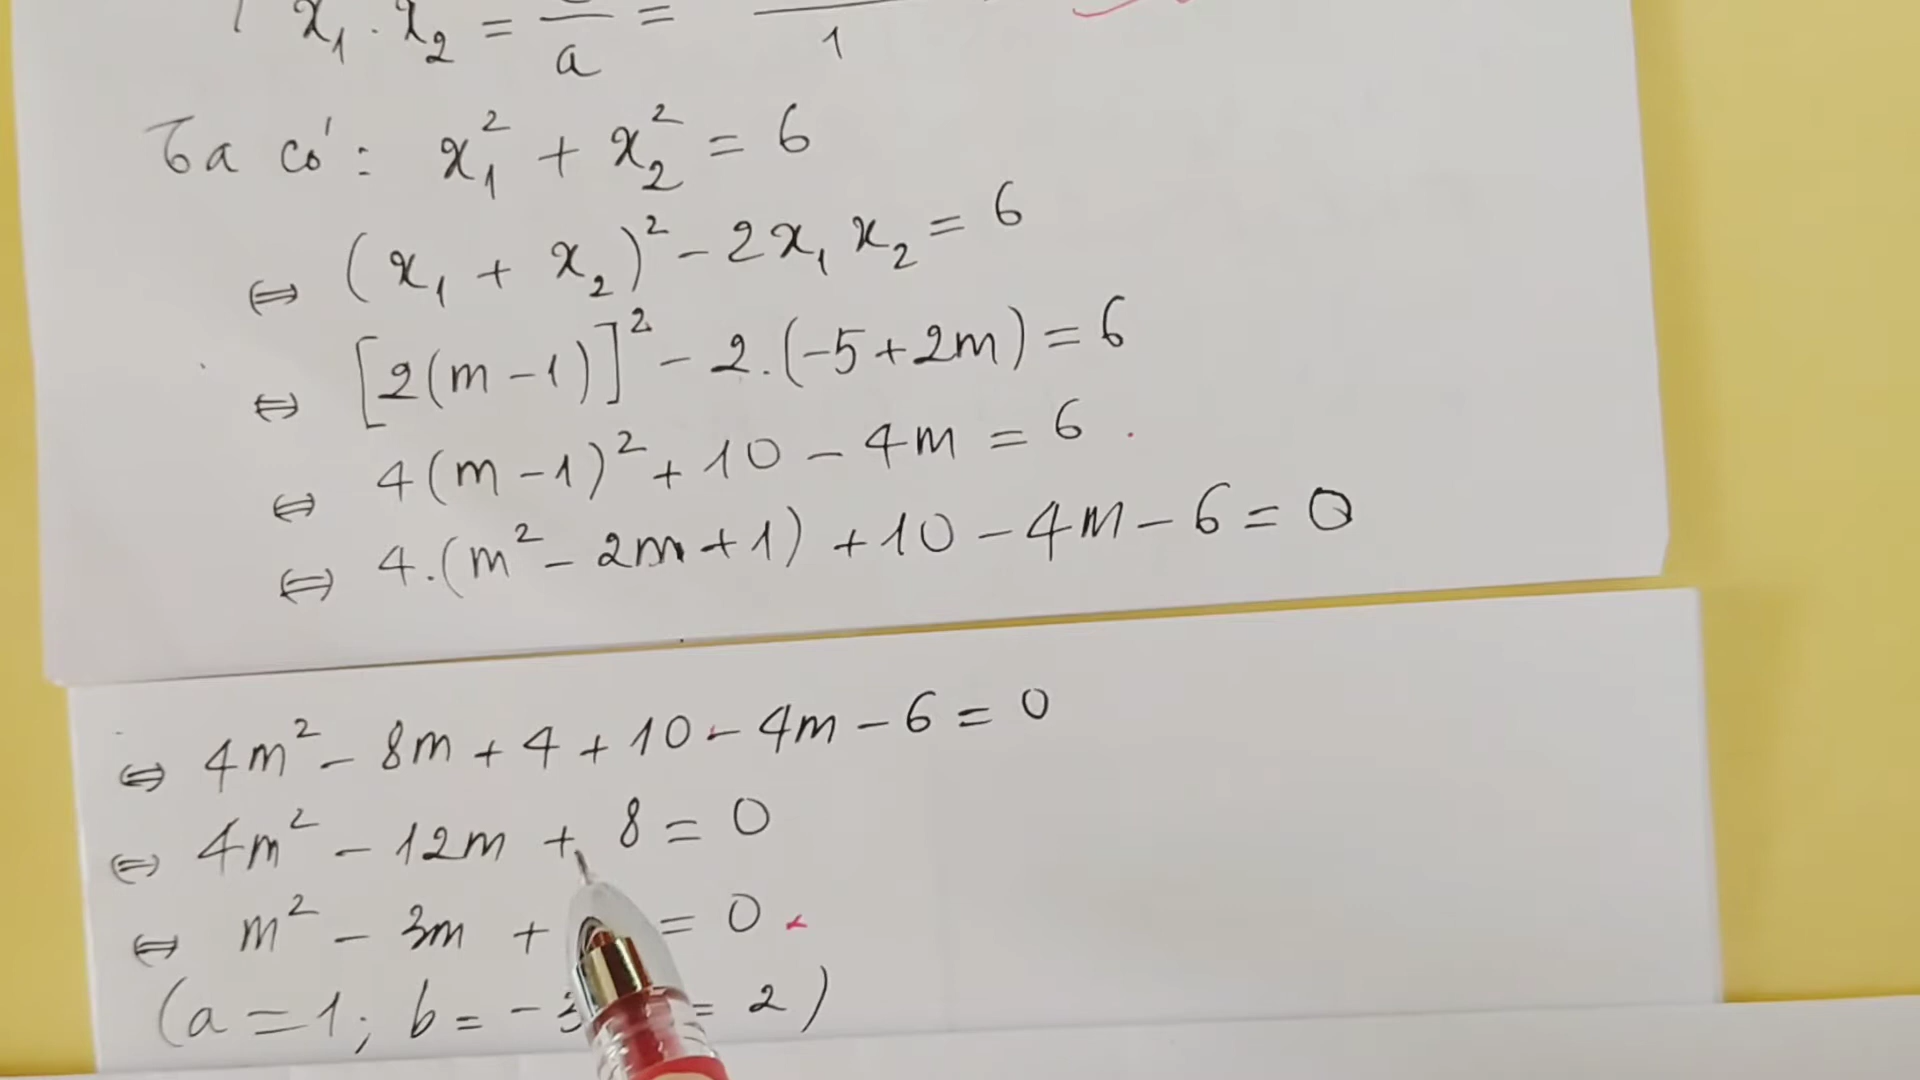 x₁ . x₂ = /a = /1
Ta có: x₁² + x₂² = 6
⇔ (x₁ + x₂)² - 2x₁x₂ = 6
⇔ [2(m-1)]² - 2.(-5+2m) = 6
⇔ 4(m-1)² + 10 - 4m = 6
⇔ 4.(m² - 2m + 1) + 10 - 4m - 6 = 0
⇔ 4m² - 8m + 4 + 10 - 4m - 6 = 0
⇔ 4m² - 12m + 8 = 0
⇔ m² - 3m + = 0
(a = 1; b = -3 = 2)